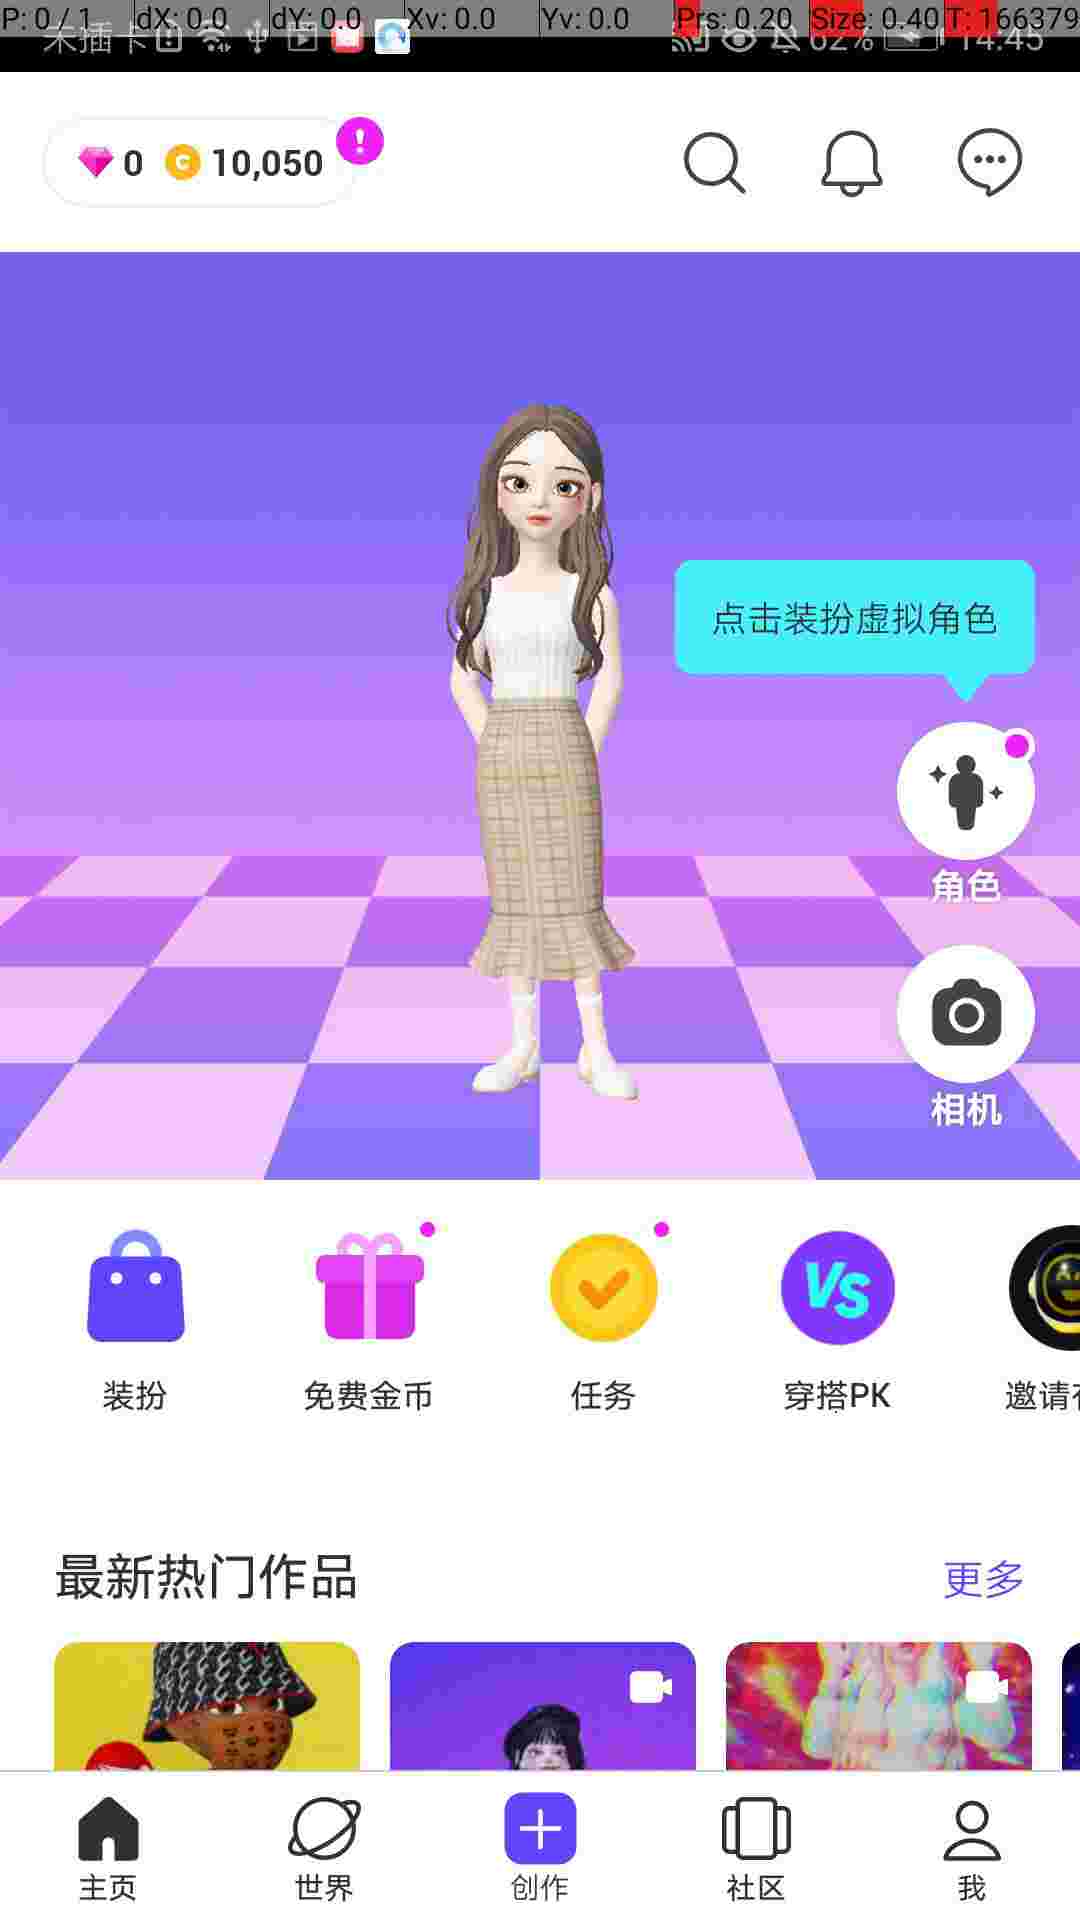 P: 0 / 1 dX: 0.0 dY: 0.0 Xv: 0.0 Yv: 0.0 Prs: 0.20 Size: 0.40 T: 166379
未插卡 62% 14:45
0 C 10,050 !
点击装扮虚拟角色
角色
相机
VS
装扮 免费金币 任务 穿搭PK 邀请
最新热门作品 更多
主页 世界 创作 社区 我